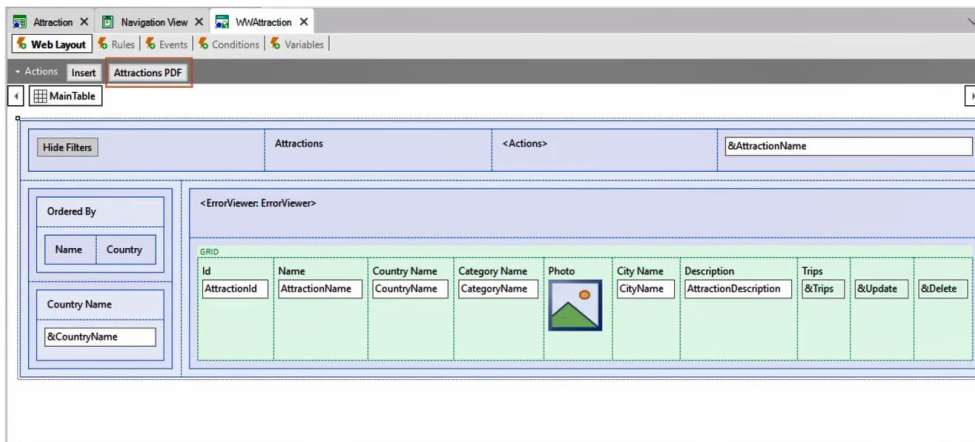 Attraction X Navigation View X WWAttraction X
Web Layout Rules Events Conditions Variables
Actions Insert Attractions PDF
MainTable
Hide Filters Attractions <Actions> &AttractionName
Ordered By
Name Country
Country Name
&CountryName
<ErrorViewer: ErrorViewer>
GRID
Id Name Country Name Category Name Photo City Name Description Trips
AttractionId AttractionName CountryName CategoryName CityName AttractionDescription &Trips &Update &Delete